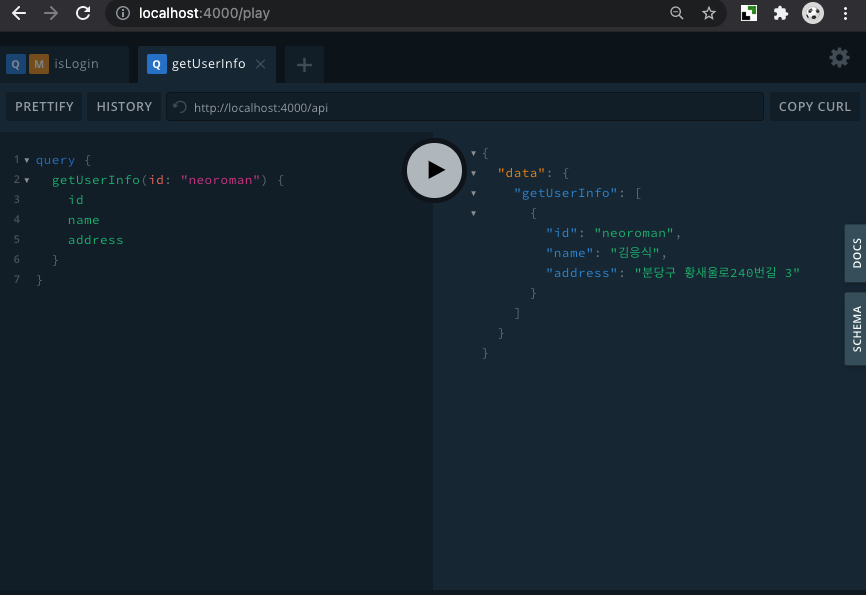 localhost:4000/play
Q M isLogin
Q getUserInfo
PRETTIFY HISTORY http://localhost:4000/api COPY CURL
1 query {
2 getUserInfo(id: "neoroman") {
3 id
4 name
5 address
6 }
7 }
{
"data": {
"getUserInfo": [
{
"id": "neoroman",
"name": "김응식",
"address": "분당구 황새울로240번길 3"
}
]
}
}
DOCS
SCHEMA